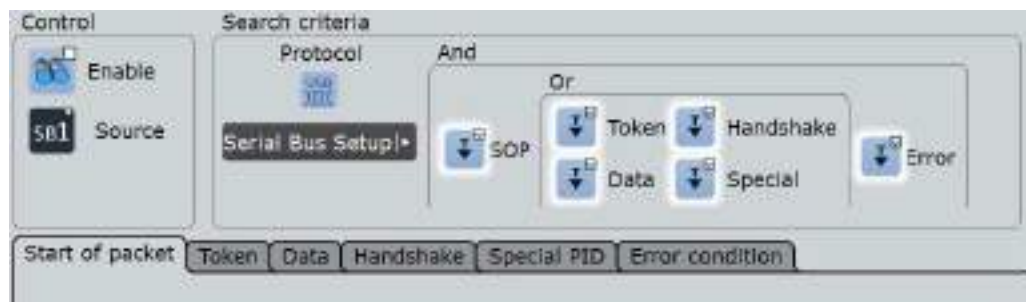 Control
Search criteria
Enable
SB1 Source
Protocol
USB
Serial Bus Setup
And
SOP
Or
Token
Handshake
Data
Special
Error
Start of packet
Token
Data
Handshake
Special PID
Error condition